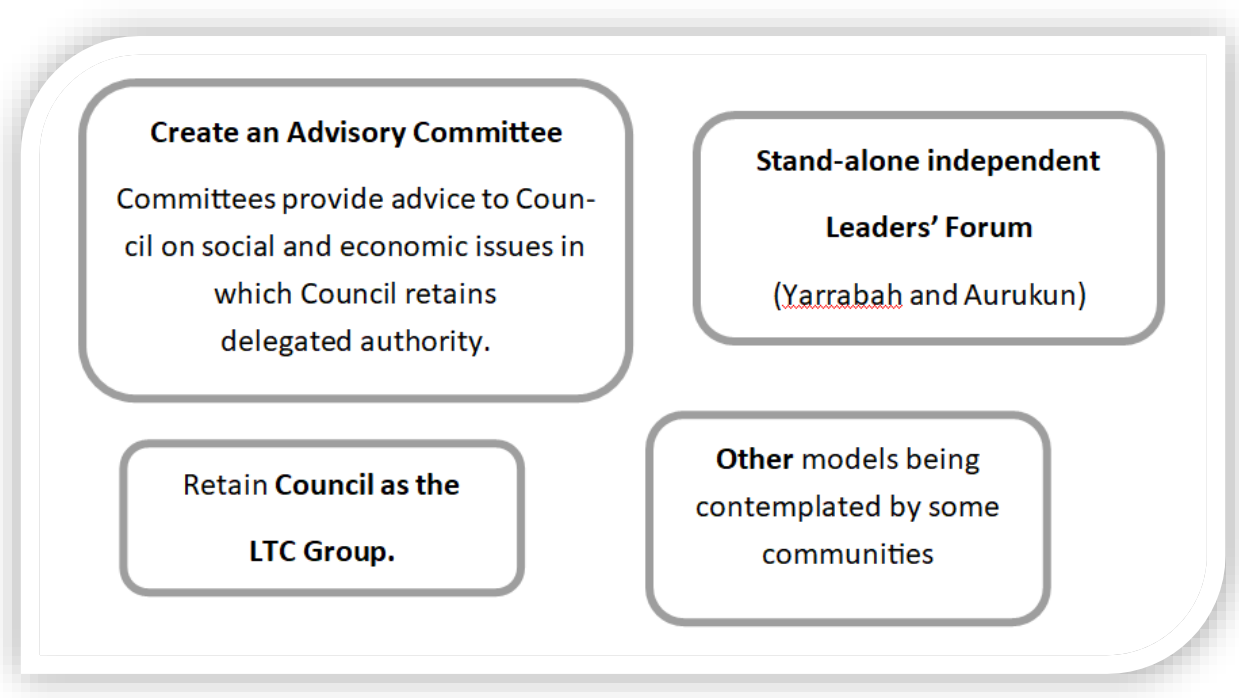 Create an Advisory Committee
Committees provide advice to Coun-
cil on social and economic issues in
which Council retains
delegated authority.
Stand-alone independent
Leaders’ Forum
(Yarrabah and Aurukun)
Retain Council as the
LTC Group.
Other models being
contemplated by some
communities